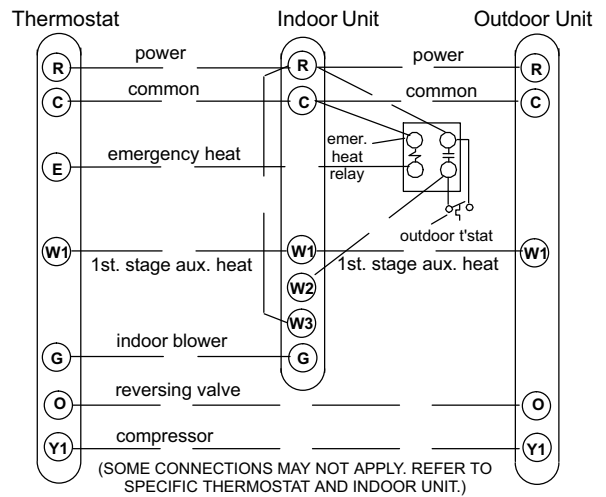 Thermostat Indoor Unit Outdoor Unit
R power R power R
C common C common C
emer.
heat
relay
E emergency heat
outdoor t'stat
W1 1st. stage aux. heat W1 1st. stage aux. heat W1
W2
W3
G indoor blower G
O reversing valve O
Y1 compressor Y1
(SOME CONNECTIONS MAY NOT APPLY. REFER TO
SPECIFIC THERMOSTAT AND INDOOR UNIT.)